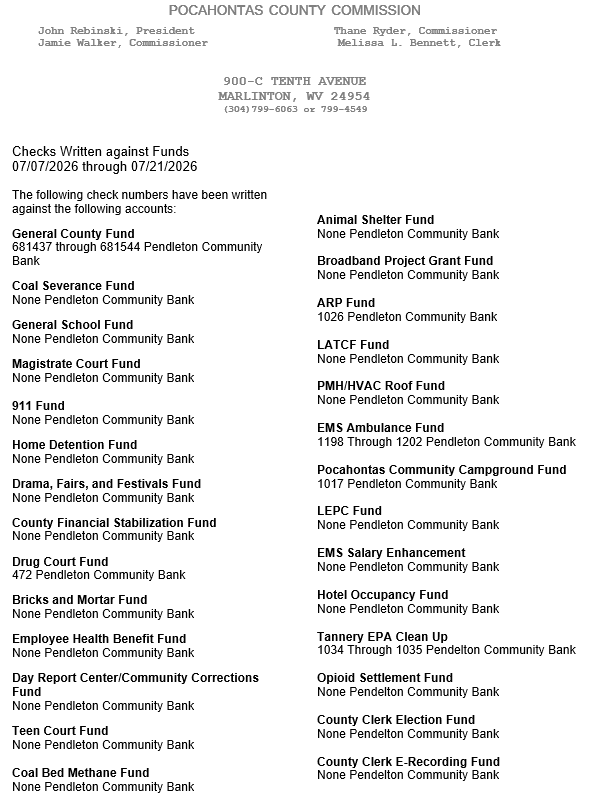 POCAHONTAS COUNTY COMMISSION
John Rebinski, President
Thane Ryder, Commissioner
Jamie Walker, Commissioner
Melissa L. Bennett, Clerk
900-C TENTH AVENUE
MARLINTON, WV 24954
(304)799-6063 or 799-4549
Checks Written against Funds
07/07/2026 through 07/21/2026
The following check numbers have been written
against the following accounts:
General County Fund
681437 through 681544 Pendleton Community
Bank
Coal Severance Fund
None Pendleton Community Bank
General School Fund
None Pendleton Community Bank
Magistrate Court Fund
None Pendleton Community Bank
911 Fund
None Pendleton Community Bank
Home Detention Fund
None Pendleton Community Bank
Drama, Fairs, and Festivals Fund
None Pendleton Community Bank
County Financial Stabilization Fund
None Pendleton Community Bank
Drug Court Fund
472 Pendleton Community Bank
Bricks and Mortar Fund
None Pendleton Community Bank
Employee Health Benefit Fund
None Pendleton Community Bank
Day Report Center/Community Corrections
Fund
None Pendleton Community Bank
Teen Court Fund
None Pendleton Community Bank
Coal Bed Methane Fund
None Pendleton Community Bank
Animal Shelter Fund
None Pendleton Community Bank
Broadband Project Grant Fund
None Pendleton Community Bank
ARP Fund
1026 Pendleton Community Bank
LATCF Fund
None Pendleton Community Bank
PMH/HVAC Roof Fund
None Pendleton Community Bank
EMS Ambulance Fund
1198 Through 1202 Pendleton Community Bank
Pocahontas Community Campground Fund
1017 Pendleton Community Bank
LEPC Fund
None Pendleton Community Bank
EMS Salary Enhancement
None Pendleton Community Bank
Hotel Occupancy Fund
None Pendleton Community Bank
Tannery EPA Clean Up
1034 Through 1035 Pendelton Community Bank
Opioid Settlement Fund
None Pendelton Community Bank
County Clerk Election Fund
None Pendelton Community Bank
County Clerk E-Recording Fund
None Pendelton Community Bank